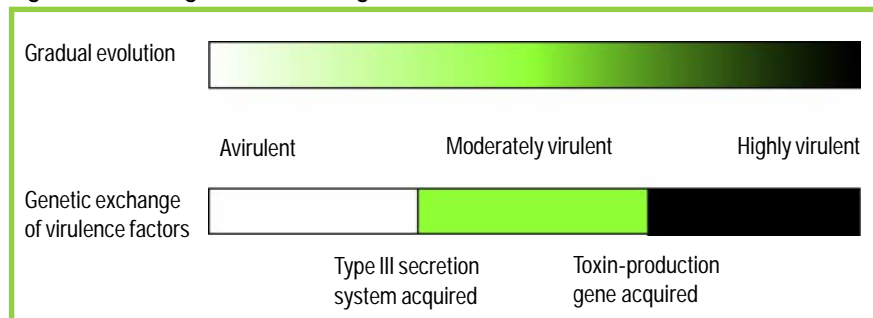 Gradual evolution
Avirulent Moderately virulent Highly virulent
Genetic exchange
of virulence factors
Type III secretion
system acquired
Toxin-production
gene acquired